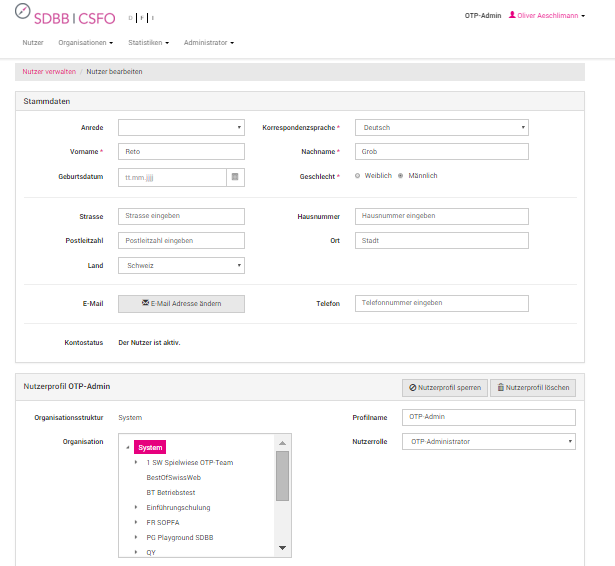 SDBB | CSFO D | F | I OTP-Admin Oliver Aeschlimann
Nutzer Organisationen Statistiken Administrator
Nutzer verwalten / Nutzer bearbeiten
Stammdaten
Anrede Korrespondenzsprache * Deutsch
Vorname * Reto Nachname * Grob
Geburtsdatum tt.mm.jjjj Geschlecht * Weiblich Männlich
Strasse Strasse eingeben Hausnummer Hausnummer eingeben
Postleitzahl Postleitzahl eingeben Ort Stadt
Land Schweiz
E-Mail E-Mail Adresse ändern Telefon Telefonnummer eingeben
Kontostatus Der Nutzer ist aktiv.
Nutzerprofil OTP-Admin Nutzerprofil sperren Nutzerprofil löschen
Organisationsstruktur System Profilname OTP-Admin
Organisation System Nutzerrolle OTP-Administrator
1 SW Spielwiese OTP-Team
BestOfSwissWeb
BT Betriebstest
Einführungschulung
FR SOPFA
PG Playground SDBB
QY